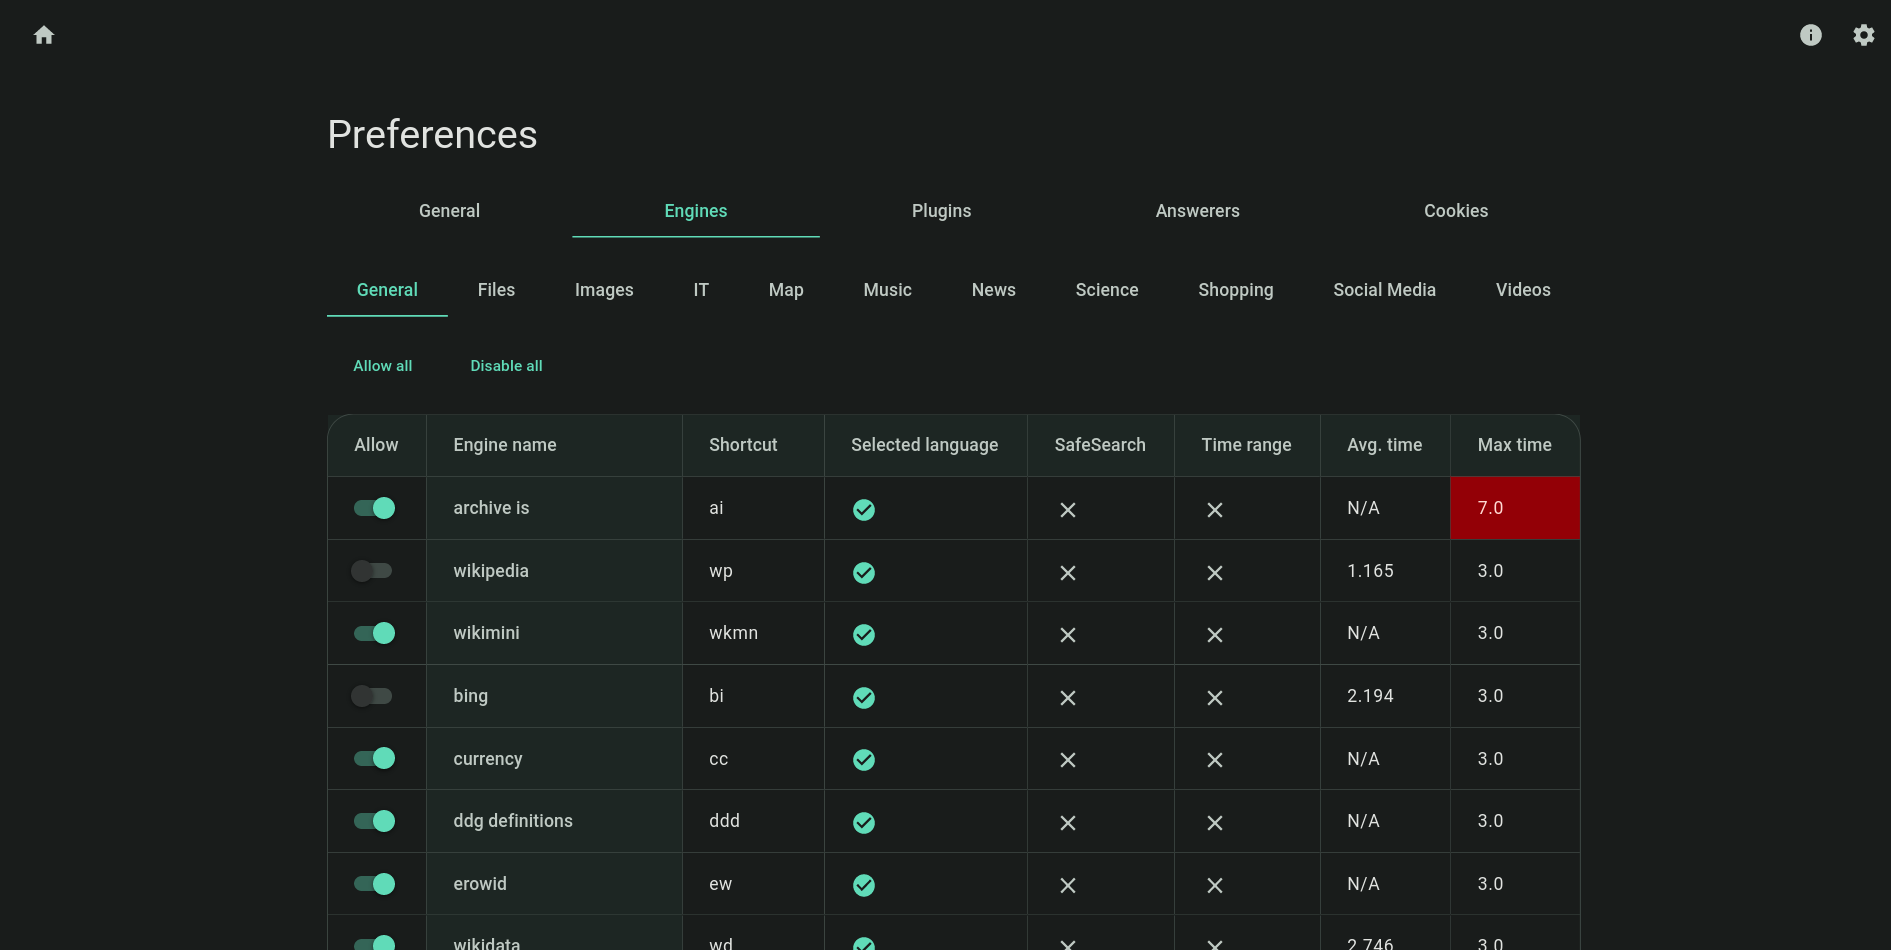 Preferences
General Engines Plugins Answerers Cookies
General Files Images IT Map Music News Science Shopping Social Media Videos
Allow all Disable all
Allow Engine name Shortcut Selected language SafeSearch Time range Avg. time Max time
archive is ai N/A 7.0
wikipedia wp 1.165 3.0
wikimini wkmn N/A 3.0
bing bi 2.194 3.0
currency cc N/A 3.0
ddg definitions ddd N/A 3.0
erowid ew N/A 3.0
wikidata wd 2.746 3.0